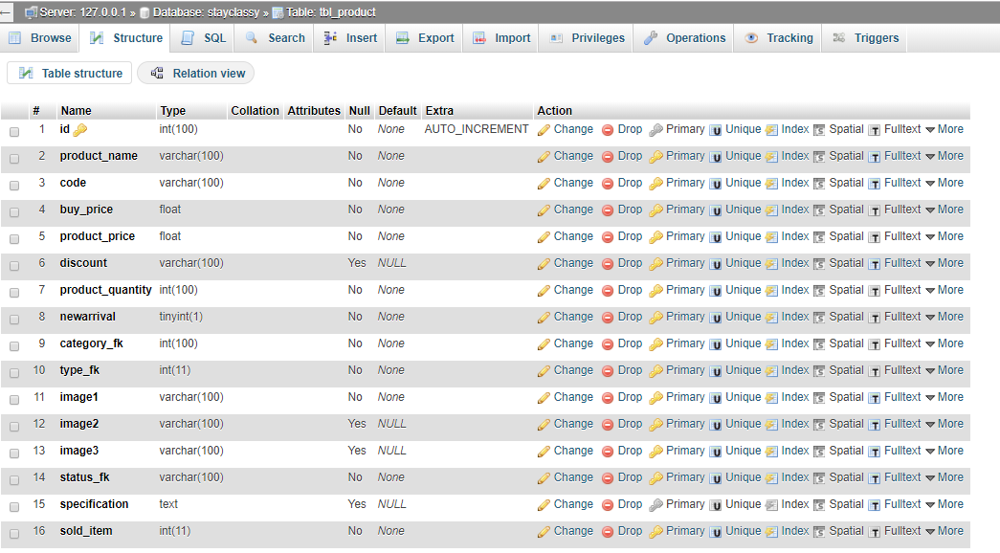 Server: 127.0.0.1 » Database: stayclassy » Table: tbl_product
Browse Structure SQL Search Insert Export Import Privileges Operations Tracking Triggers
Table structure Relation view
# Name Type Collation Attributes Null Default Extra Action
1 id int(100) No None AUTO_INCREMENT Change Drop Primary Unique Index Spatial Fulltext More
2 product_name varchar(100) No None Change Drop Primary Unique Index Spatial Fulltext More
3 code varchar(100) No None Change Drop Primary Unique Index Spatial Fulltext More
4 buy_price float No None Change Drop Primary Unique Index Spatial Fulltext More
5 product_price float No None Change Drop Primary Unique Index Spatial Fulltext More
6 discount varchar(100) Yes NULL Change Drop Primary Unique Index Spatial Fulltext More
7 product_quantity int(100) No None Change Drop Primary Unique Index Spatial Fulltext More
8 newarrival tinyint(1) No None Change Drop Primary Unique Index Spatial Fulltext More
9 category_fk int(100) No None Change Drop Primary Unique Index Spatial Fulltext More
10 type_fk int(11) No None Change Drop Primary Unique Index Spatial Fulltext More
11 image1 varchar(100) No None Change Drop Primary Unique Index Spatial Fulltext More
12 image2 varchar(100) Yes NULL Change Drop Primary Unique Index Spatial Fulltext More
13 image3 varchar(100) Yes NULL Change Drop Primary Unique Index Spatial Fulltext More
14 status_fk varchar(100) No None Change Drop Primary Unique Index Spatial Fulltext More
15 specification text Yes NULL Change Drop Primary Unique Index Spatial Fulltext More
16 sold_item int(11) No None Change Drop Primary Unique Index Spatial Fulltext More